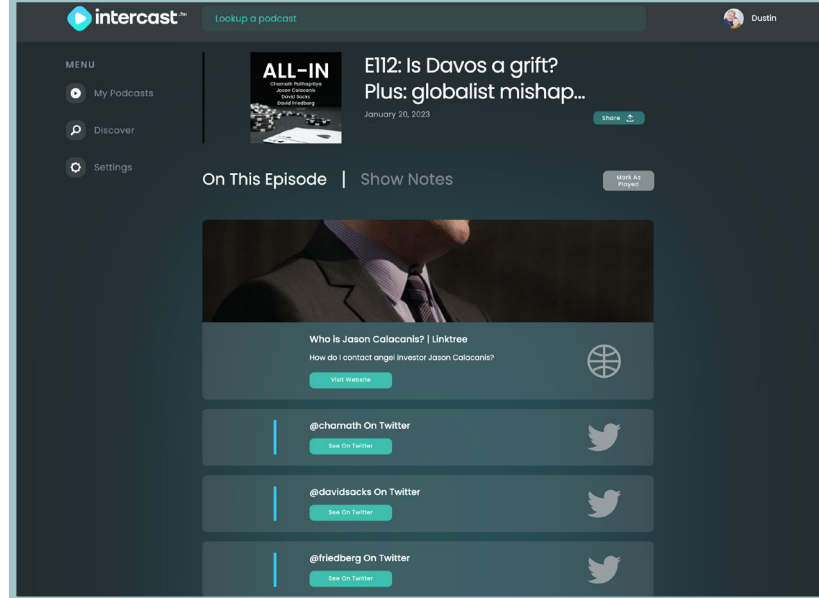 intercast.fm
Lookup a podcast
Dustin
MENU
My Podcasts
Discover
Settings
ALL-IN
Chamath Palihapitiya
Jason Calacanis
David Sacks
David Friedberg
E112: Is Davos a grift?
Plus: globalist mishap...
January 20, 2023
Share
On This Episode | Show Notes
Mark As
Played
Who is Jason Calacanis? | Linktree
How do I contact angel investor Jason Calacanis?
Visit Website
@chamath On Twitter
See On Twitter
@davidsacks On Twitter
See On Twitter
@friedberg On Twitter
See On Twitter